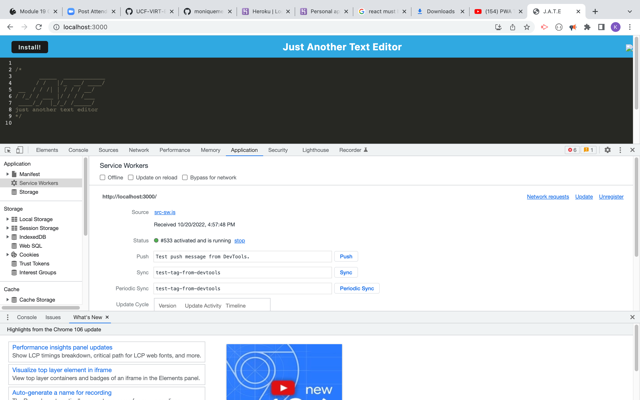 Module 19
Post Attend
UCF-VIRT-
moniqueme
Heroku | Lo
Personal ap
react must
Downloads
(154) PWA
J.A.T.E
localhost:3000
K
Install!
Just Another Text Editor
1
2 /*
3
4
5
6
7
8 just another text editor
9 */
10
Elements Console Sources Network Performance Memory Application Security Lighthouse Recorder
6 1
Application
Manifest
Service Workers
Storage
Storage
Local Storage
Session Storage
IndexedDB
Web SQL
Cookies
Trust Tokens
Interest Groups
Cache
Cache Storage
Service Workers
Offline Update on reload Bypass for network
http://localhost:3000/ Network requests Update Unregister
Source src-sw.js
Received 10/20/2022, 4:57:48 PM
Status #533 activated and is running stop
Push Test push message from DevTools. Push
Sync test-tag-from-devtools Sync
Periodic Sync test-tag-from-devtools Periodic Sync
Update Cycle Version Update Activity Timeline
Console Issues What's New
Highlights from the Chrome 106 update
Performance insights panel updates
Show LCP timings breakdown, critical path for LCP web fonts, and more.
Visualize top layer element in iframe
View top layer containers and badges of an iframe in the Elements panel.
Auto-generate a name for recording
new